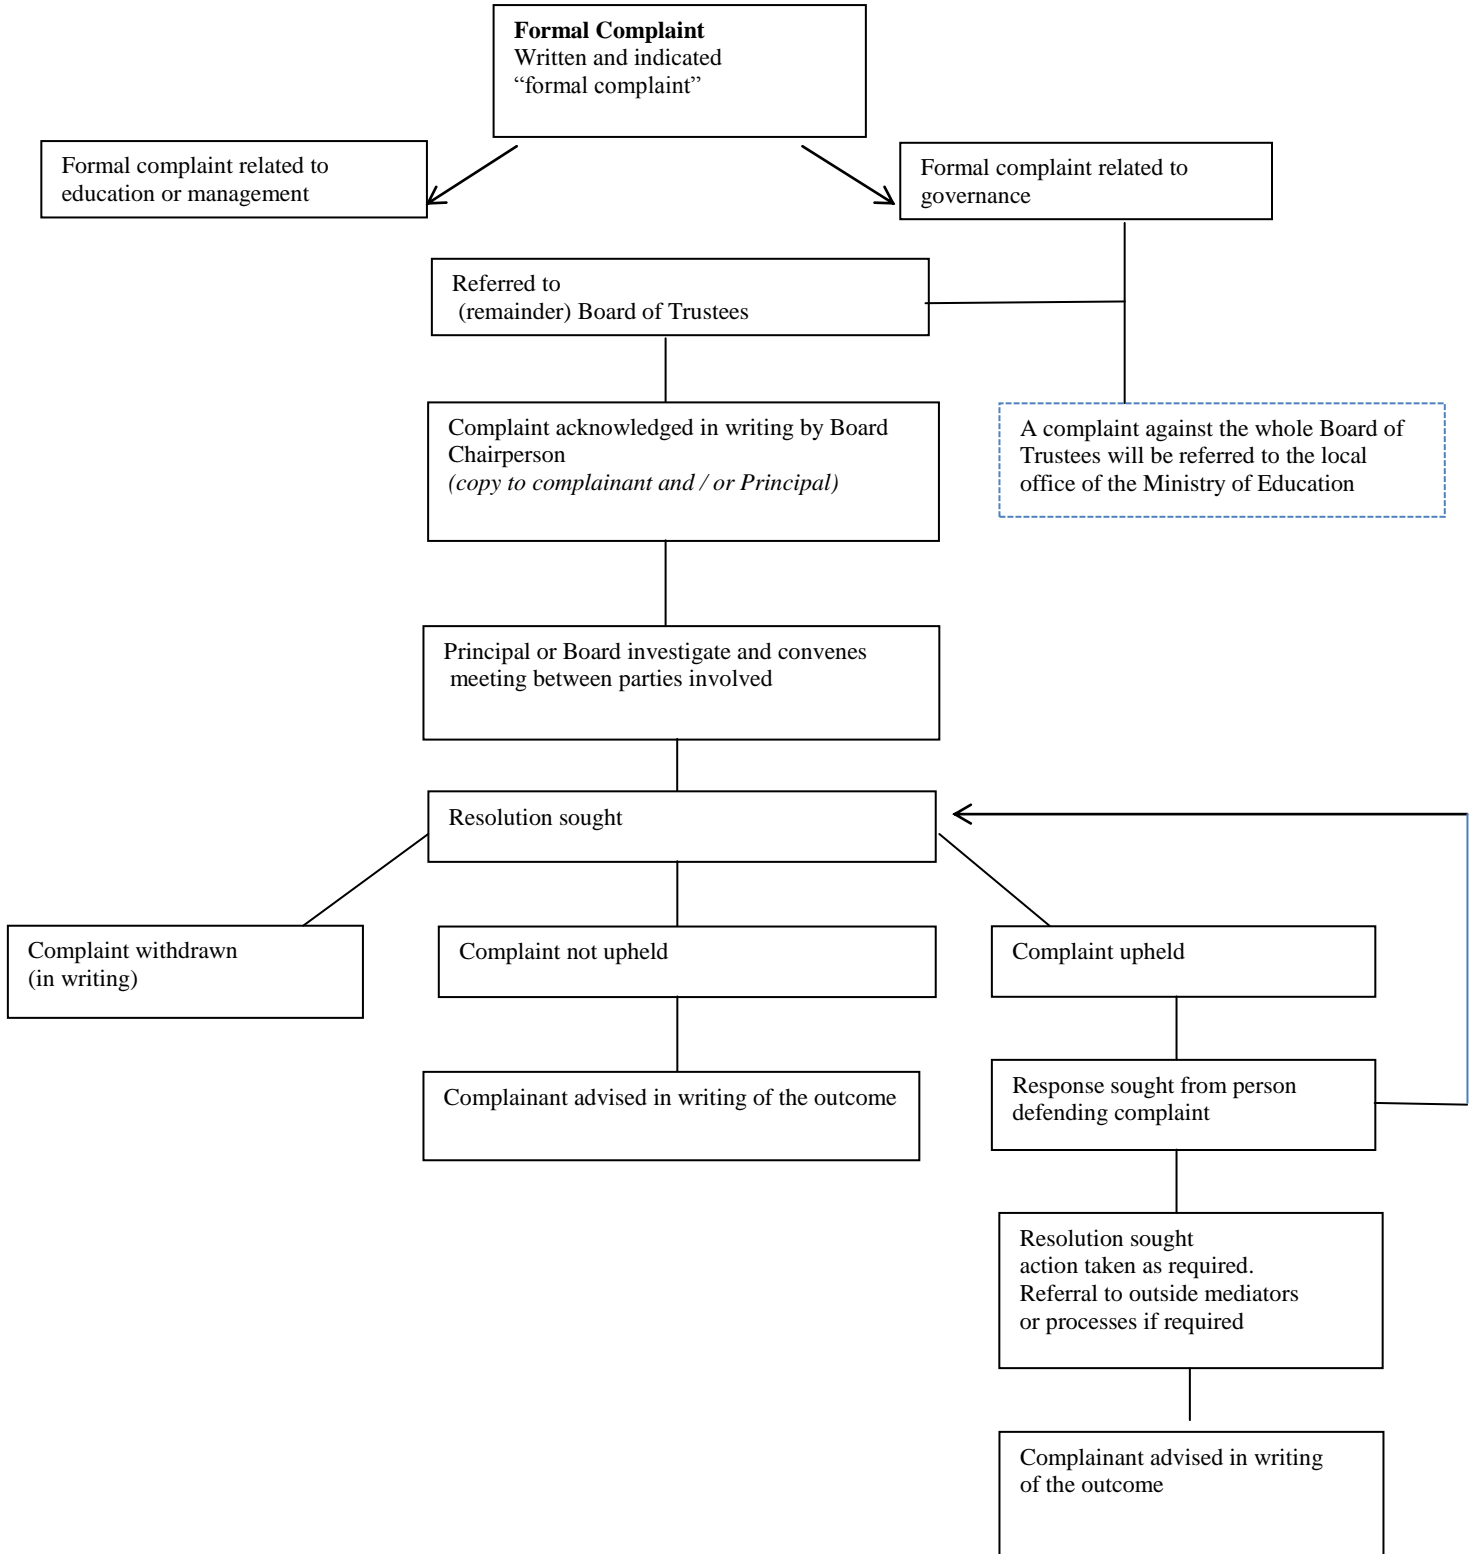 Formal Complaint
Written and indicated
“formal complaint”
Formal complaint related to
education or management
Formal complaint related to
governance
Referred to
(remainder) Board of Trustees
Complaint acknowledged in writing by Board
Chairperson
(copy to complainant and / or Principal)
A complaint against the whole Board of
Trustees will be referred to the local
office of the Ministry of Education
Principal or Board investigate and convenes
meeting between parties involved
Resolution sought
Complaint withdrawn
(in writing)
Complaint not upheld
Complaint upheld
Complainant advised in writing of the outcome
Response sought from person
defending complaint
Resolution sought
action taken as required.
Referral to outside mediators
or processes if required
Complainant advised in writing
of the outcome